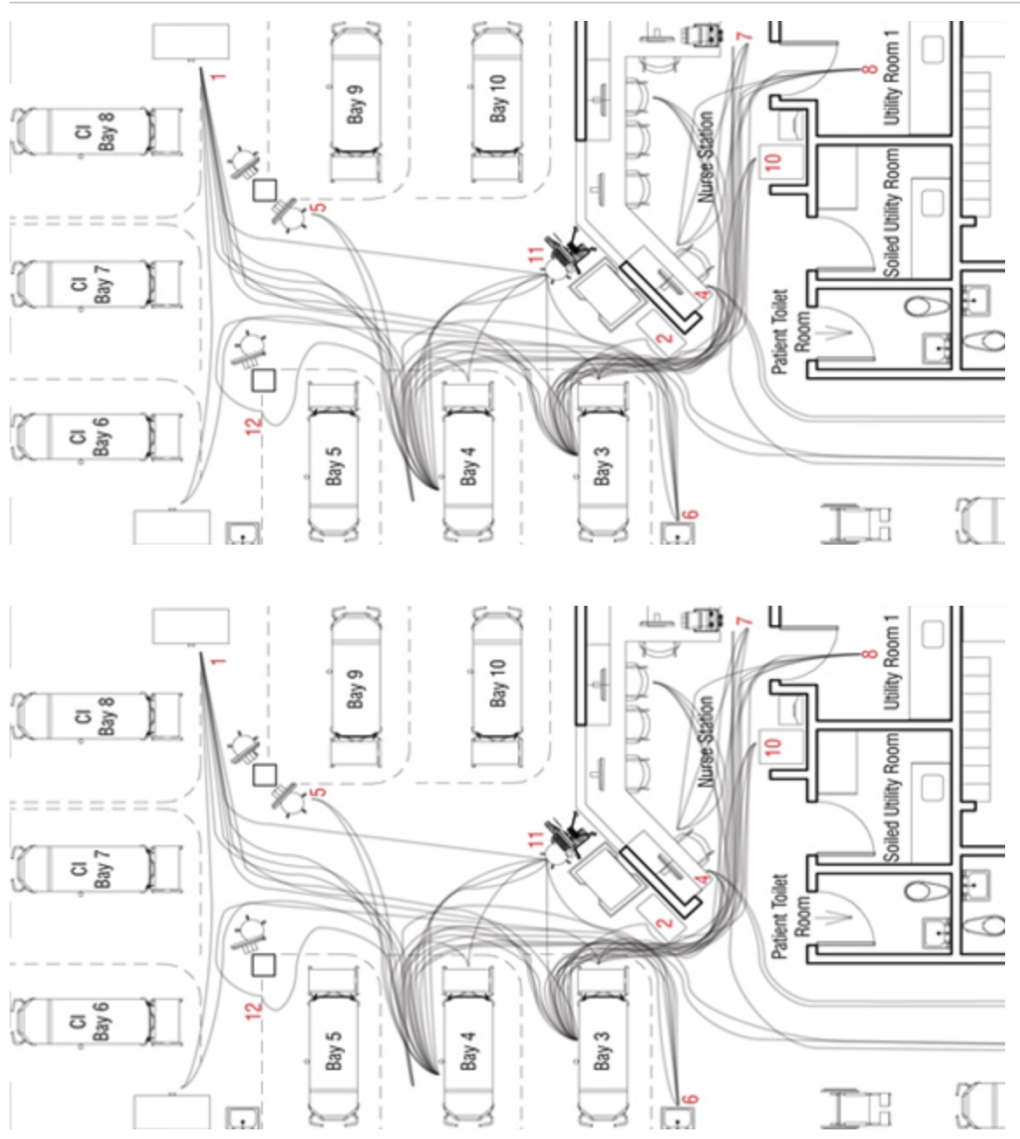 1
CI
Bay 8
Bay 9
Bay 10
7
8
Utility Room 1
Nurse Station
10
Soiled Utility Room
5
CI
Bay 7
11
4
2
Patient Toilet
Room
12
CI
Bay 6
Bay 5
Bay 4
Bay 3
6
1
CI
Bay 8
Bay 9
Bay 10
7
8
Utility Room 1
Nurse Station
10
Soiled Utility Room
5
CI
Bay 7
11
4
2
Patient Toilet
Room
12
CI
Bay 6
Bay 5
Bay 4
Bay 3
6